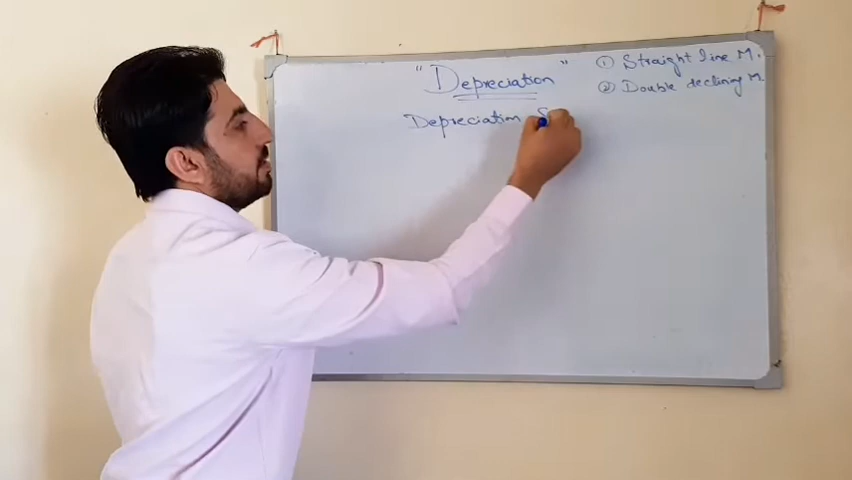 "Depreciation"
① Straight line M.
② Double declining M.
Depreciation S